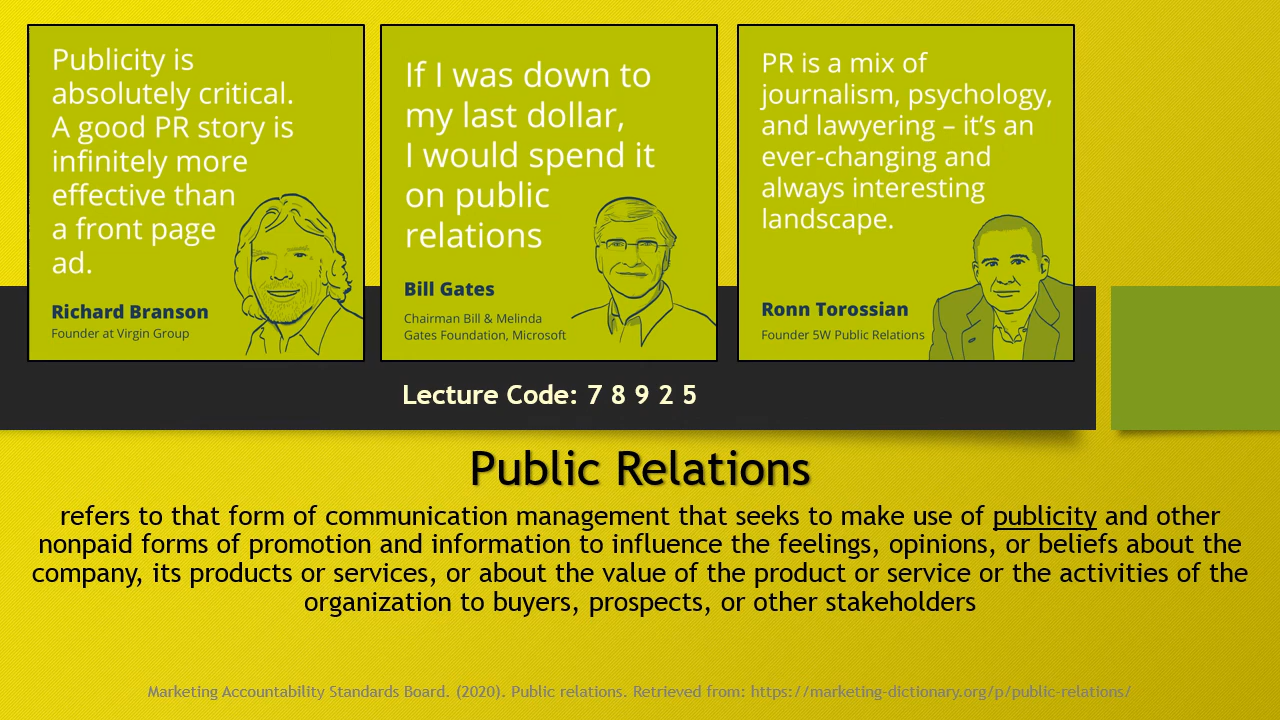 Publicity is
absolutely critical.
A good PR story is
infinitely more
effective than
a front page
ad.
Richard Branson
Founder at Virgin Group
If I was down to
my last dollar,
I would spend it
on public
relations
Bill Gates
Chairman Bill & Melinda
Gates Foundation, Microsoft
PR is a mix of
journalism, psychology,
and lawyering – it’s an
ever-changing and
always interesting
landscape.
Ronn Torossian
Founder 5W Public Relations
Lecture Code: 7 8 9 2 5
Public Relations
refers to that form of communication management that seeks to make use of publicity and other
nonpaid forms of promotion and information to influence the feelings, opinions, or beliefs about the
company, its products or services, or about the value of the product or service or the activities of the
organization to buyers, prospects, or other stakeholders
Marketing Accountability Standards Board. (2020). Public relations. Retrieved from: https://marketing-dictionary.org/p/public-relations/